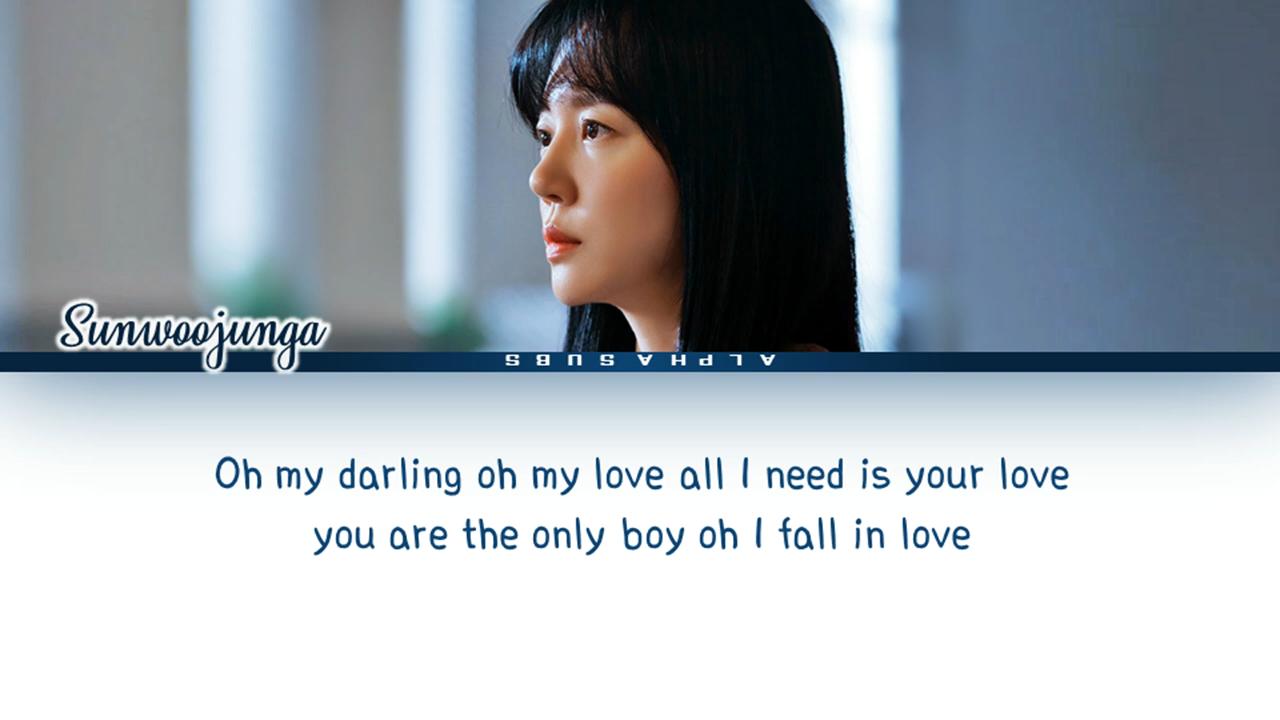 Sunwoojunga
ALPHASUBS
Oh my darling oh my love all I need is your love
you are the only boy oh I fall in love